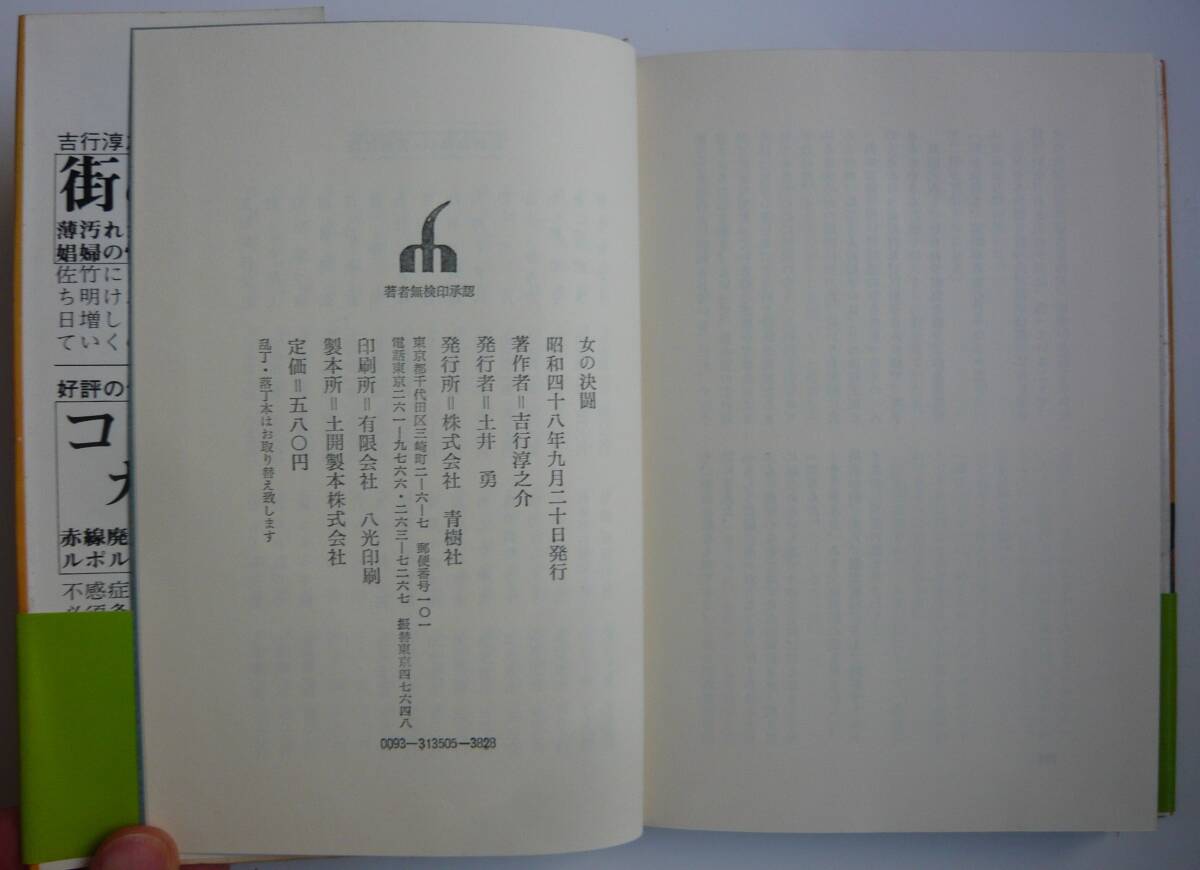 著者無検印承認
女の決闘
昭和四十八年九月二十日発行
著作者＝吉行淳之介
発行者＝土井　勇
発行所＝株式会社　青樹社
東京都千代田区三崎町二ー六ー七　郵便番号一〇一
電話東京二六一ー九七六六・二六三ー七二六七　振替東京四七六四八
印刷所＝有限会社　八光印刷
製本所＝土開製本株式会社
定価＝五八〇円
乱丁・落丁本はお取り替え致します
0093—313505—3828
吉行淳
街
薄汚れ
娼婦の
佐竹に
ち明け
日増し
ていく
好評の
コ
赤線廃
ルポル
不感症